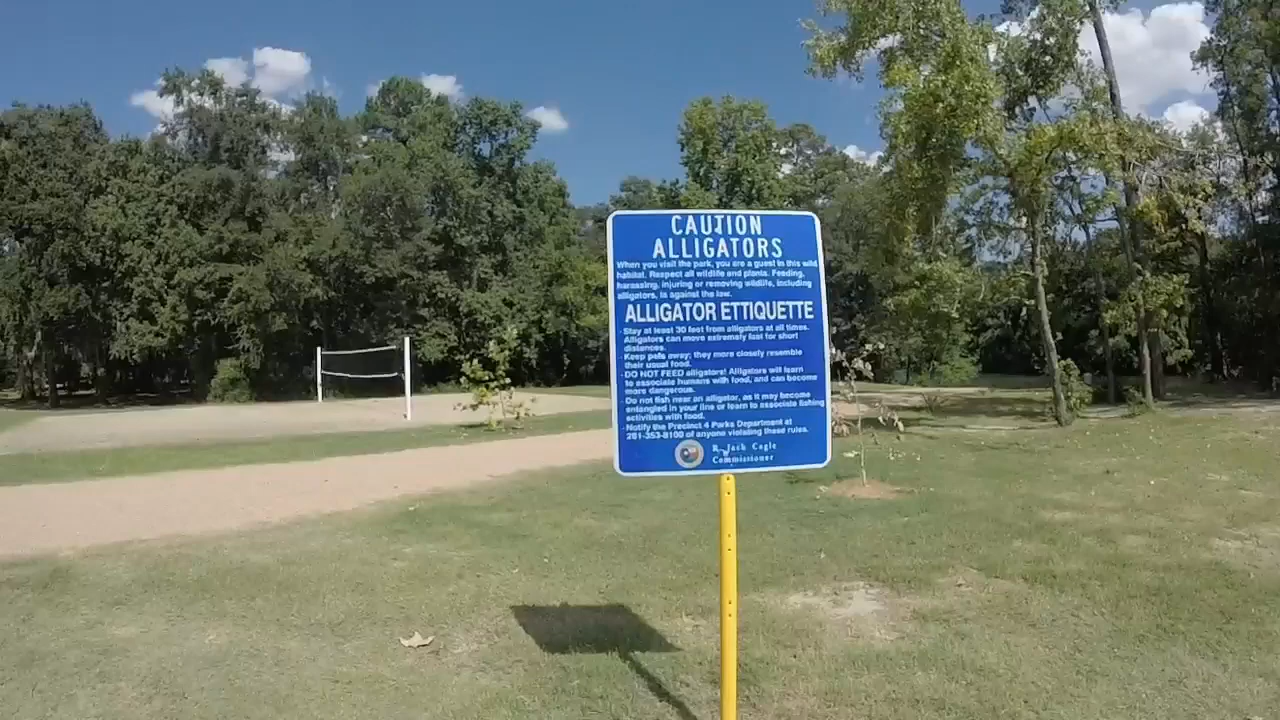 CAUTION
ALLIGATORS
When you visit the park, you are a guest in this wild
habitat. Respect all wildlife and plants. Feeding,
harassing, injuring or removing wildlife, including
alligators, is against the law.
ALLIGATOR ETTIQUETTE
- Stay at least 30 feet from alligators at all times.
Alligators can move extremely fast for short
distances.
- Keep pets away; they more closely resemble
their usual food.
- DO NOT FEED alligators! Alligators will learn
to associate humans with food, and can become
more dangerous.
- Do not fish near an alligator, as it may become
entangled in your line or learn to associate fishing
activities with food.
- Notify the Precinct 4 Parks Department at
281-353-8100 of anyone violating these rules.
R. Jack Cagle
Commissioner